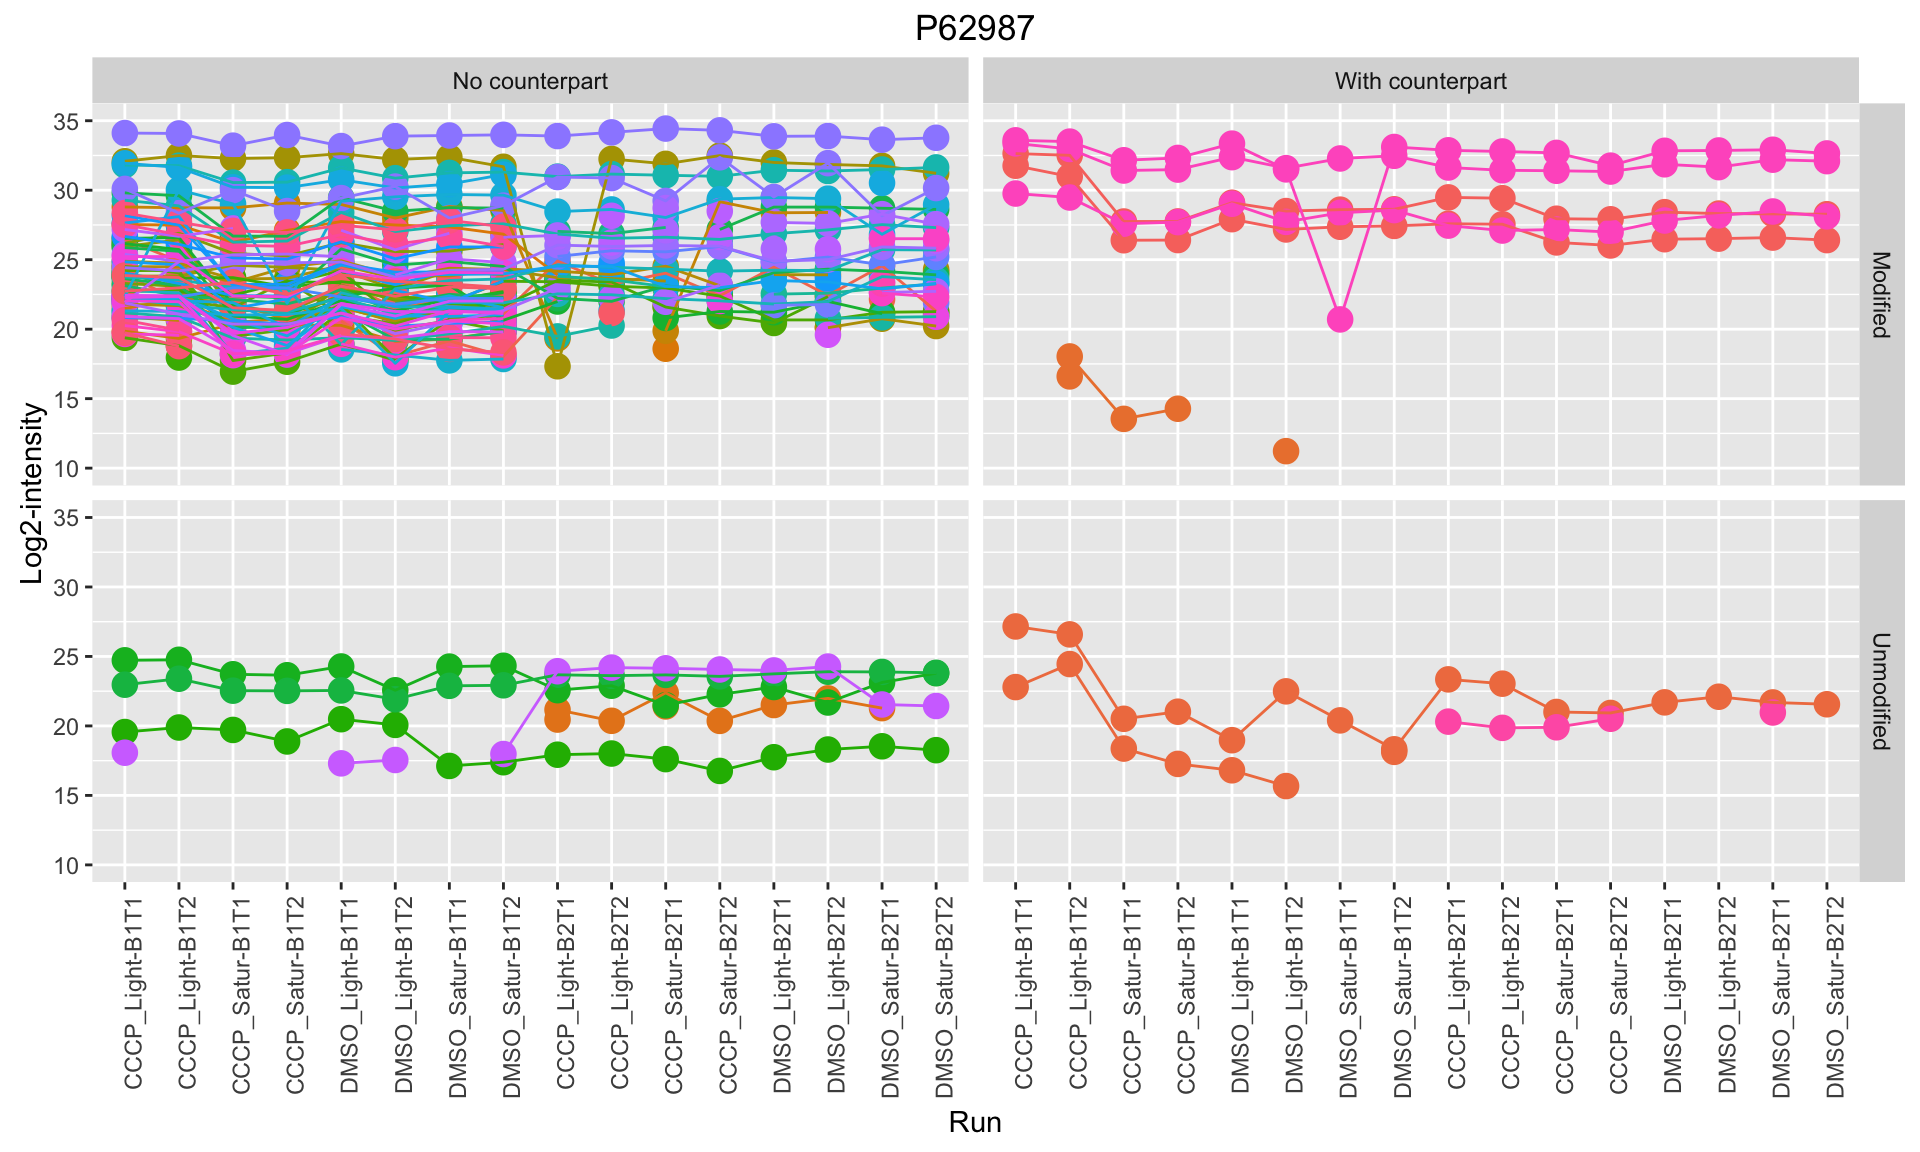 P62987
No counterpart
With counterpart
Log2-intensity
35
30
25
20
15
10
Modified
35
30
25
20
15
10
Unmodified
CCCP_Light-B1T1
CCCP_Light-B1T2
CCCP_Satur-B1T1
CCCP_Satur-B1T2
DMSO_Light-B1T1
DMSO_Light-B1T2
DMSO_Satur-B1T1
DMSO_Satur-B1T2
CCCP_Light-B2T1
CCCP_Light-B2T2
CCCP_Satur-B2T1
CCCP_Satur-B2T2
DMSO_Light-B2T1
DMSO_Light-B2T2
DMSO_Satur-B2T1
DMSO_Satur-B2T2
CCCP_Light-B1T1
CCCP_Light-B1T2
CCCP_Satur-B1T1
CCCP_Satur-B1T2
DMSO_Light-B1T1
DMSO_Light-B1T2
DMSO_Satur-B1T1
DMSO_Satur-B1T2
CCCP_Light-B2T1
CCCP_Light-B2T2
CCCP_Satur-B2T1
CCCP_Satur-B2T2
DMSO_Light-B2T1
DMSO_Light-B2T2
DMSO_Satur-B2T1
DMSO_Satur-B2T2
Run